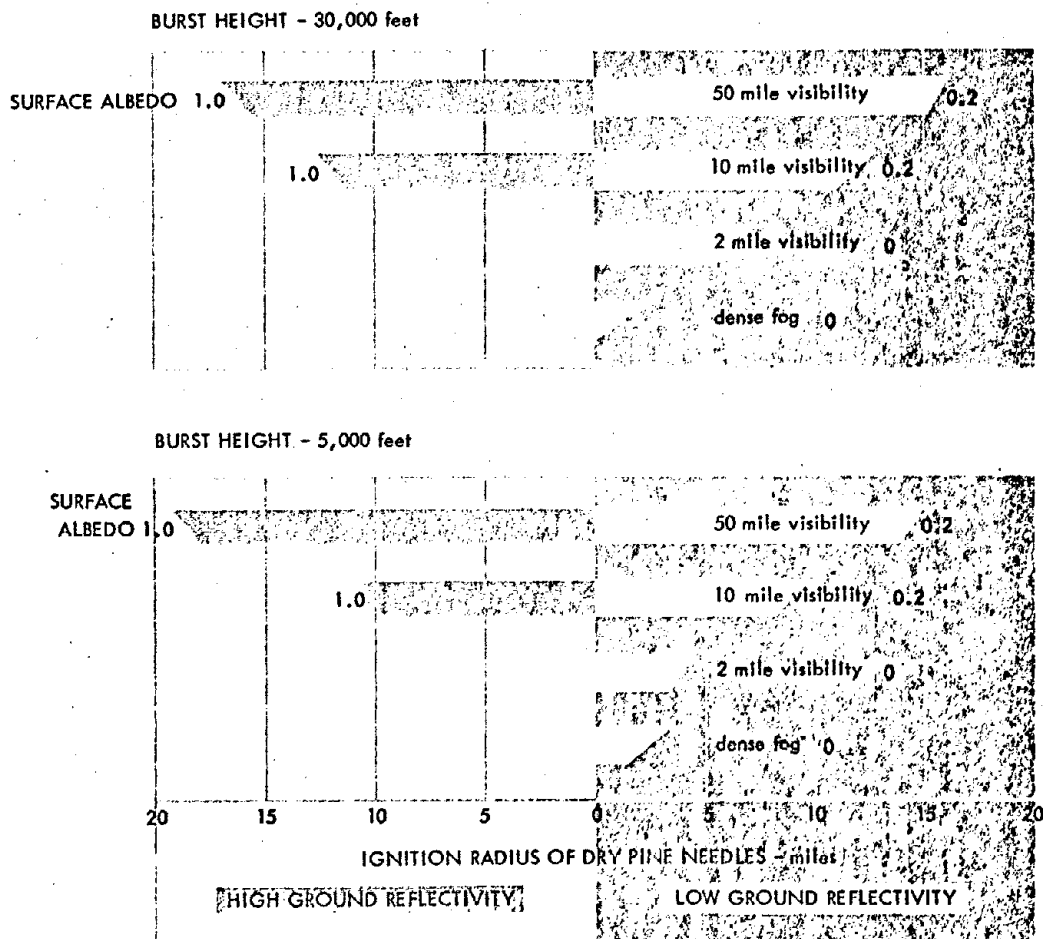 BURST HEIGHT - 30,000 feet
SURFACE ALBEDO 1.0
50 mile visibility 0.2
1.0
10 mile visibility 0.2
2 mile visibility 0
dense fog 0
BURST HEIGHT - 5,000 feet
SURFACE
ALBEDO 1.0
50 mile visibility 0.2
1.0
10 mile visibility 0.2
2 mile visibility 0
dense fog 0
20 15 10 5 0 5 10 15 20
IGNITION RADIUS OF DRY PINE NEEDLES - miles
HIGH GROUND REFLECTIVITY
LOW GROUND REFLECTIVITY